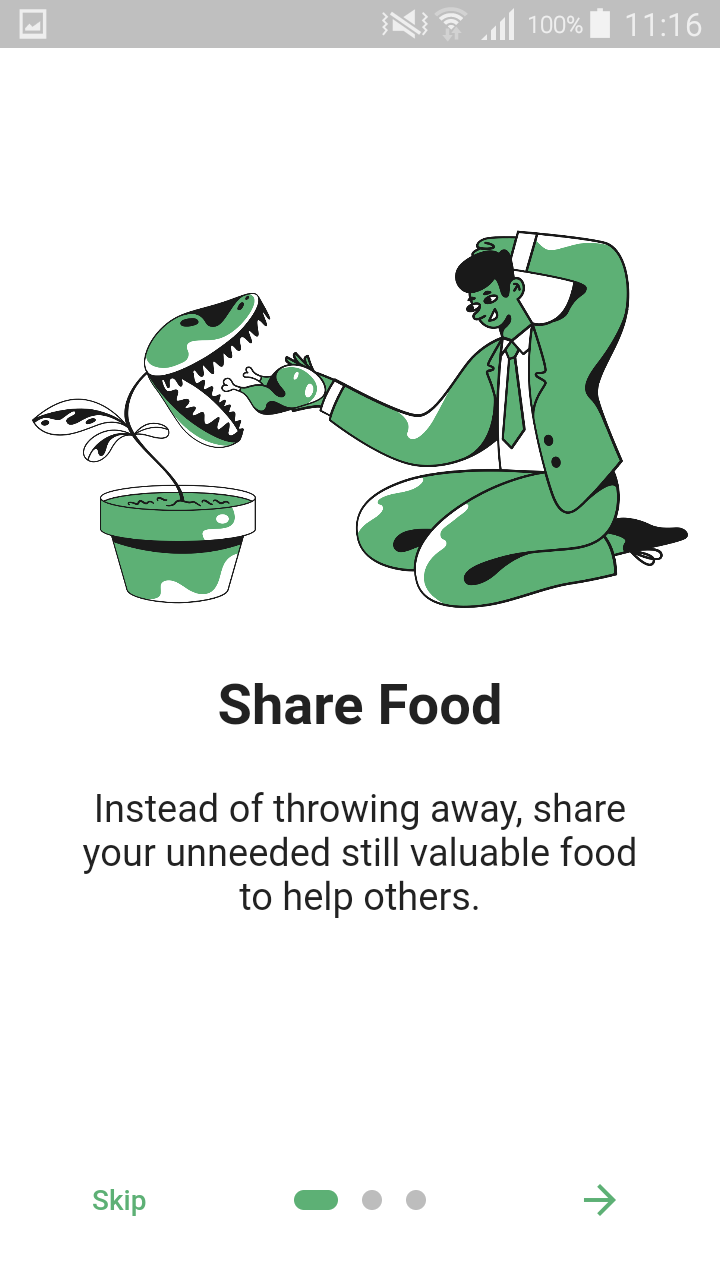 100% 11:16
Share Food
Instead of throwing away, share
your unneeded still valuable food
to help others.
Skip